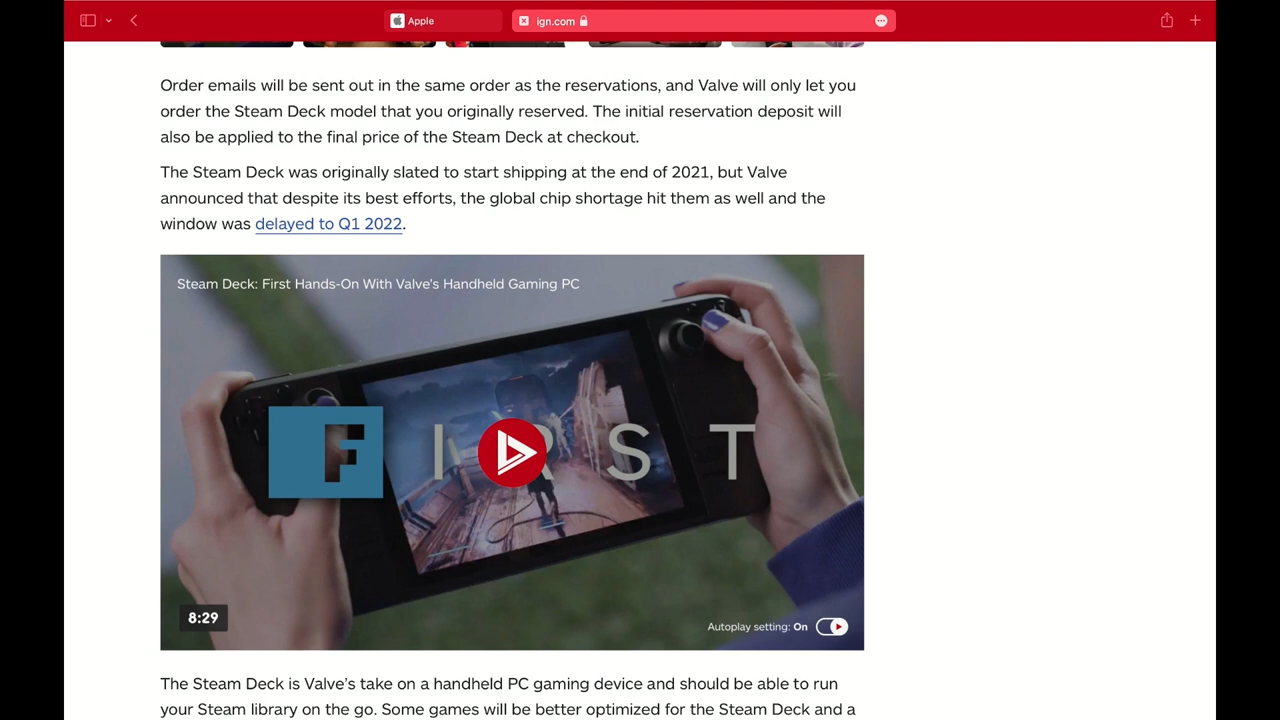 Apple
ign.com
Order emails will be sent out in the same order as the reservations, and Valve will only let you
order the Steam Deck model that you originally reserved. The initial reservation deposit will
also be applied to the final price of the Steam Deck at checkout.
The Steam Deck was originally slated to start shipping at the end of 2021, but Valve
announced that despite its best efforts, the global chip shortage hit them as well and the
window was delayed to Q1 2022.
Steam Deck: First Hands-On With Valve's Handheld Gaming PC
FIRST
8:29
Autoplay setting: On
The Steam Deck is Valve's take on a handheld PC gaming device and should be able to run
your Steam library on the go. Some games will be better optimized for the Steam Deck and a